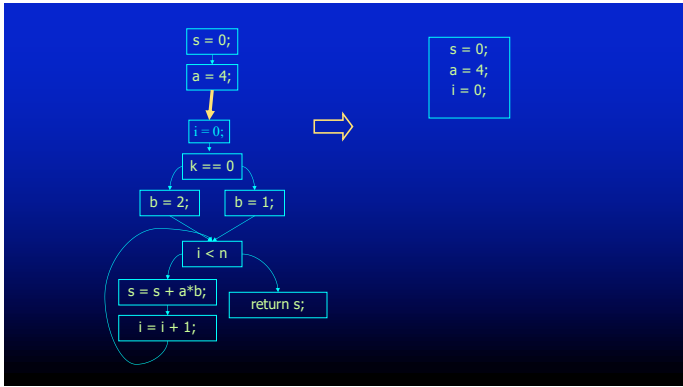 s = 0;
a = 4;
i = 0;
k == 0
b = 2;
b = 1;
i < n
s = s + a*b;
return s;
i = i + 1;
s = 0;
a = 4;
i = 0;